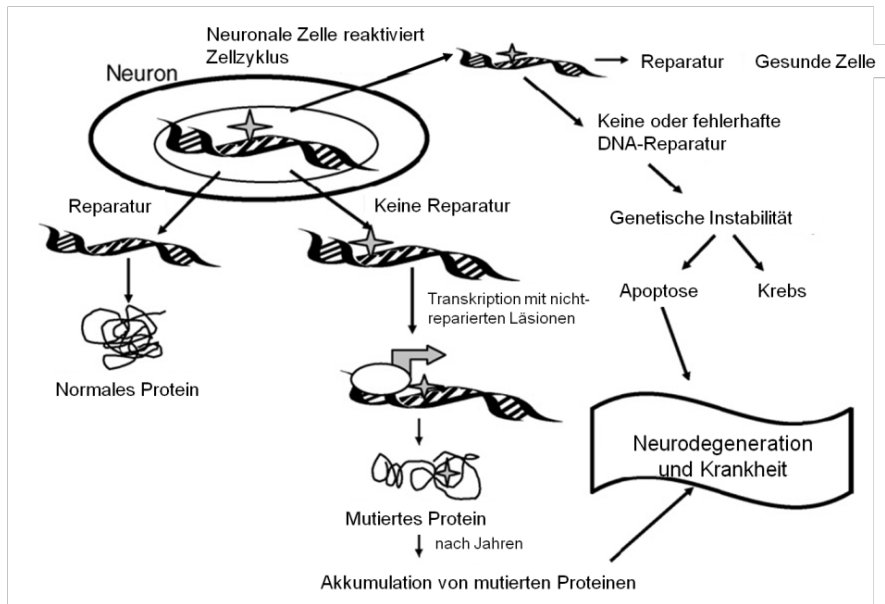 Neuronale Zelle reaktiviert
Zellzyklus
Neuron
Reparatur
Gesunde Zelle
Keine oder fehlerhafte
DNA-Reparatur
Reparatur
Keine Reparatur
Genetische Instabilität
Transkription mit nicht-
reparierten Läsionen
Apoptose
Krebs
Normales Protein
Neurodegeneration
und Krankheit
Mutiertes Protein
nach Jahren
Akkumulation von mutierten Proteinen